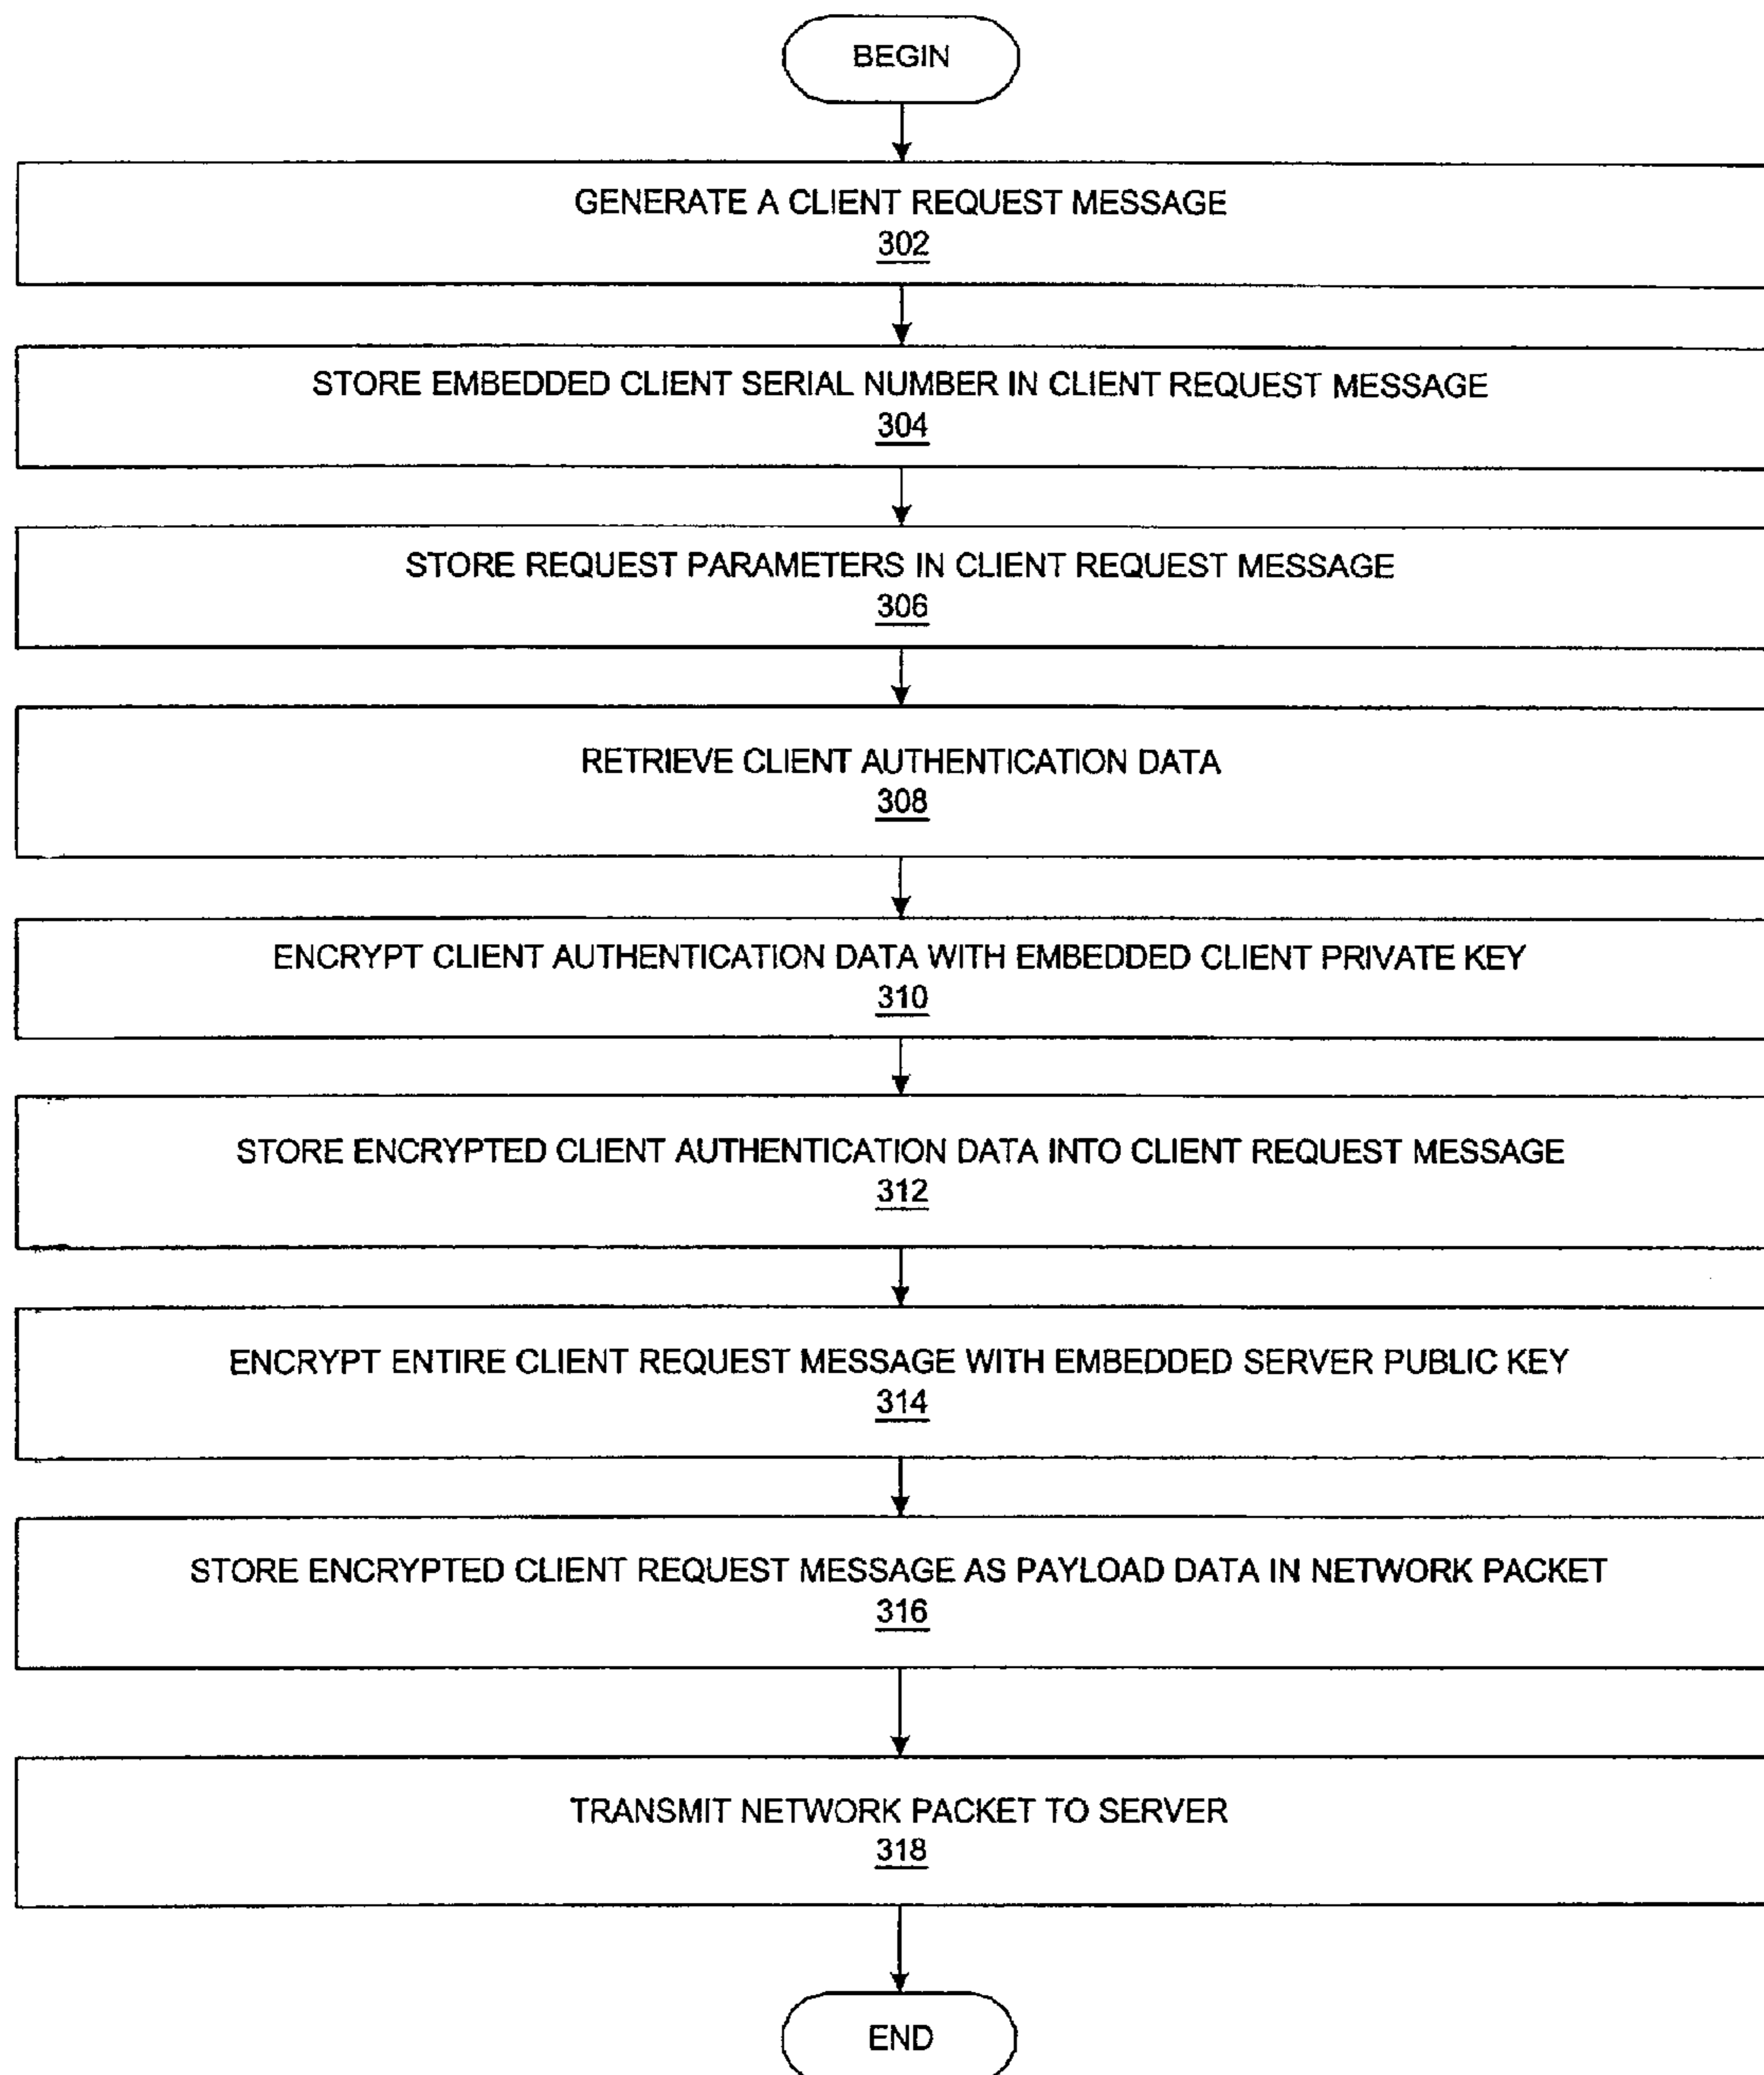 BEGIN
GENERATE A CLIENT REQUEST MESSAGE
302
STORE EMBEDDED CLIENT SERIAL NUMBER IN CLIENT REQUEST MESSAGE
304
STORE REQUEST PARAMETERS IN CLIENT REQUEST MESSAGE
306
RETRIEVE CLIENT AUTHENTICATION DATA
308
ENCRYPT CLIENT AUTHENTICATION DATA WITH EMBEDDED CLIENT PRIVATE KEY
310
STORE ENCRYPTED CLIENT AUTHENTICATION DATA INTO CLIENT REQUEST MESSAGE
312
ENCRYPT ENTIRE CLIENT REQUEST MESSAGE WITH EMBEDDED SERVER PUBLIC KEY
314
STORE ENCRYPTED CLIENT REQUEST MESSAGE AS PAYLOAD DATA IN NETWORK PACKET
316
TRANSMIT NETWORK PACKET TO SERVER
318
END